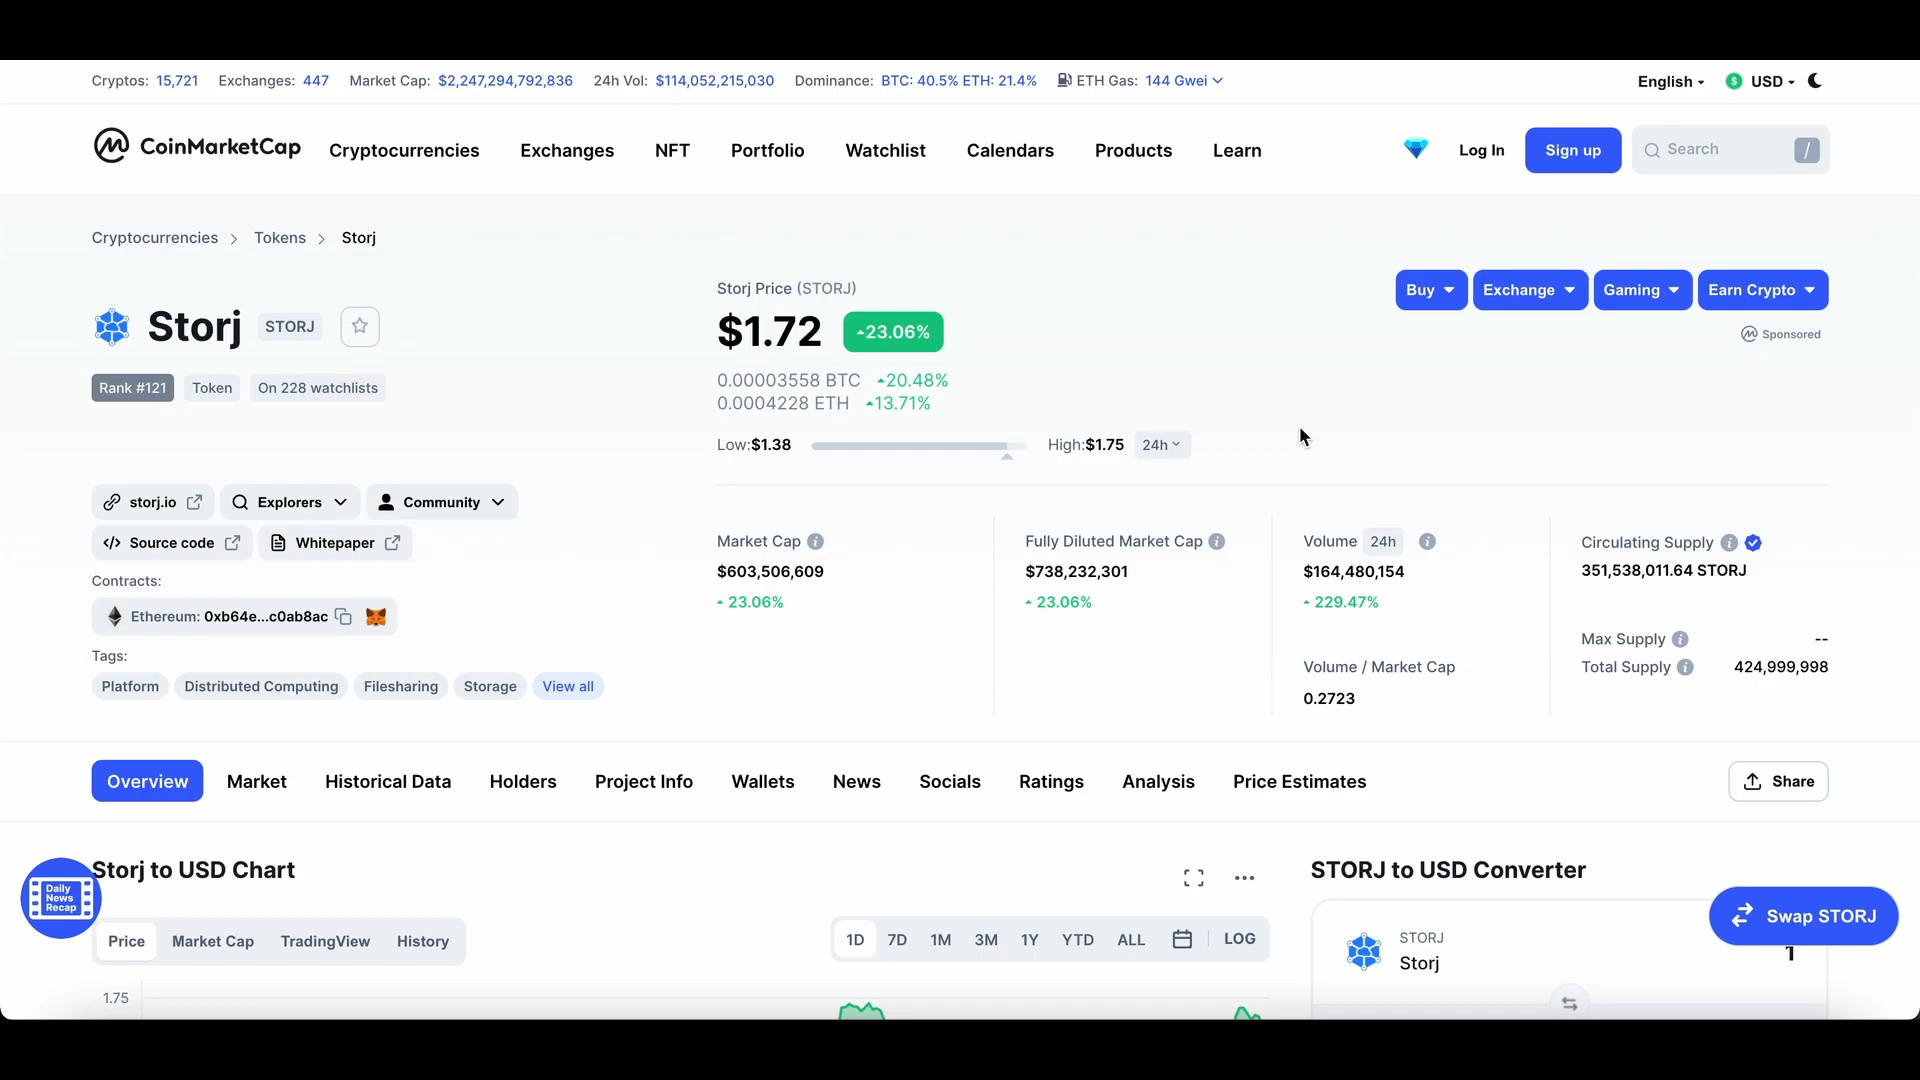 Cryptos: 15,721 Exchanges: 447 Market Cap: $2,247,294,792,836 24h Vol: $114,052,215,030 Dominance: BTC: 40.5% ETH: 21.4% ETH Gas: 144 Gwei English USD
CoinMarketCap Cryptocurrencies Exchanges NFT Portfolio Watchlist Calendars Products Learn Log In Sign up Search /
Cryptocurrencies > Tokens > Storj
Storj STORJ
Rank #121 Token On 228 watchlists
Storj Price (STORJ)
$1.72 23.06%
0.00003558 BTC 20.48%
0.0004228 ETH 13.71%
Low:$1.38 High:$1.75 24h
Buy Exchange Gaming Earn Crypto
Sponsored
storj.io Explorers Community
Source code Whitepaper
Contracts:
Ethereum: 0xb64e...c0ab8ac
Tags:
Platform Distributed Computing Filesharing Storage View all
Market Cap
$603,506,609
23.06%
Fully Diluted Market Cap
$738,232,301
23.06%
Volume 24h
$164,480,154
229.47%
Volume / Market Cap
0.2723
Circulating Supply
351,538,011.64 STORJ
Max Supply --
Total Supply 424,999,998
Overview Market Historical Data Holders Project Info Wallets News Socials Ratings Analysis Price Estimates Share
Storj to USD Chart
Daily
News
Recap
Price Market Cap TradingView History 1D 7D 1M 3M 1Y YTD ALL LOG
1.75
STORJ to USD Converter
STORJ
Storj
1
Swap STORJ